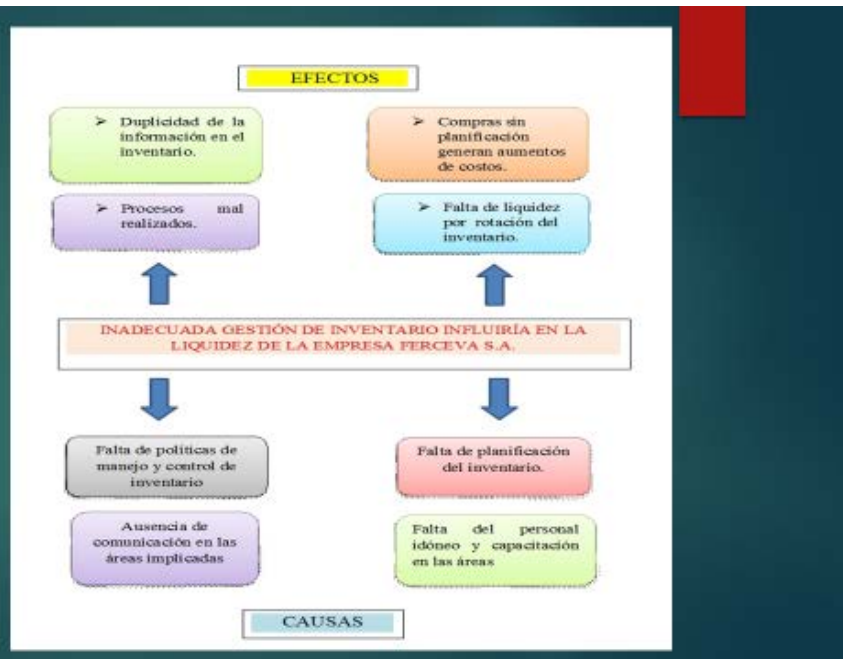 EFECTOS
➢ Duplicidad de la
información en el
inventario.
➢ Compras sin
planificación
generan aumentos
de costos.
➢ Procesos mal
realizados.
➢ Falta de liquidez
por rotación del
inventario.
INADECUADA GESTIÓN DE INVENTARIO INFLUIRÍA EN LA
LIQUIDEZ DE LA EMPRESA FERCEVA S.A.
Falta de políticas de
manejo y control de
inventario
Falta de planificación
del inventario.
Ausencia de
comunicación en las
áreas implicadas
Falta del personal
idóneo y capacitación
en las áreas
CAUSAS